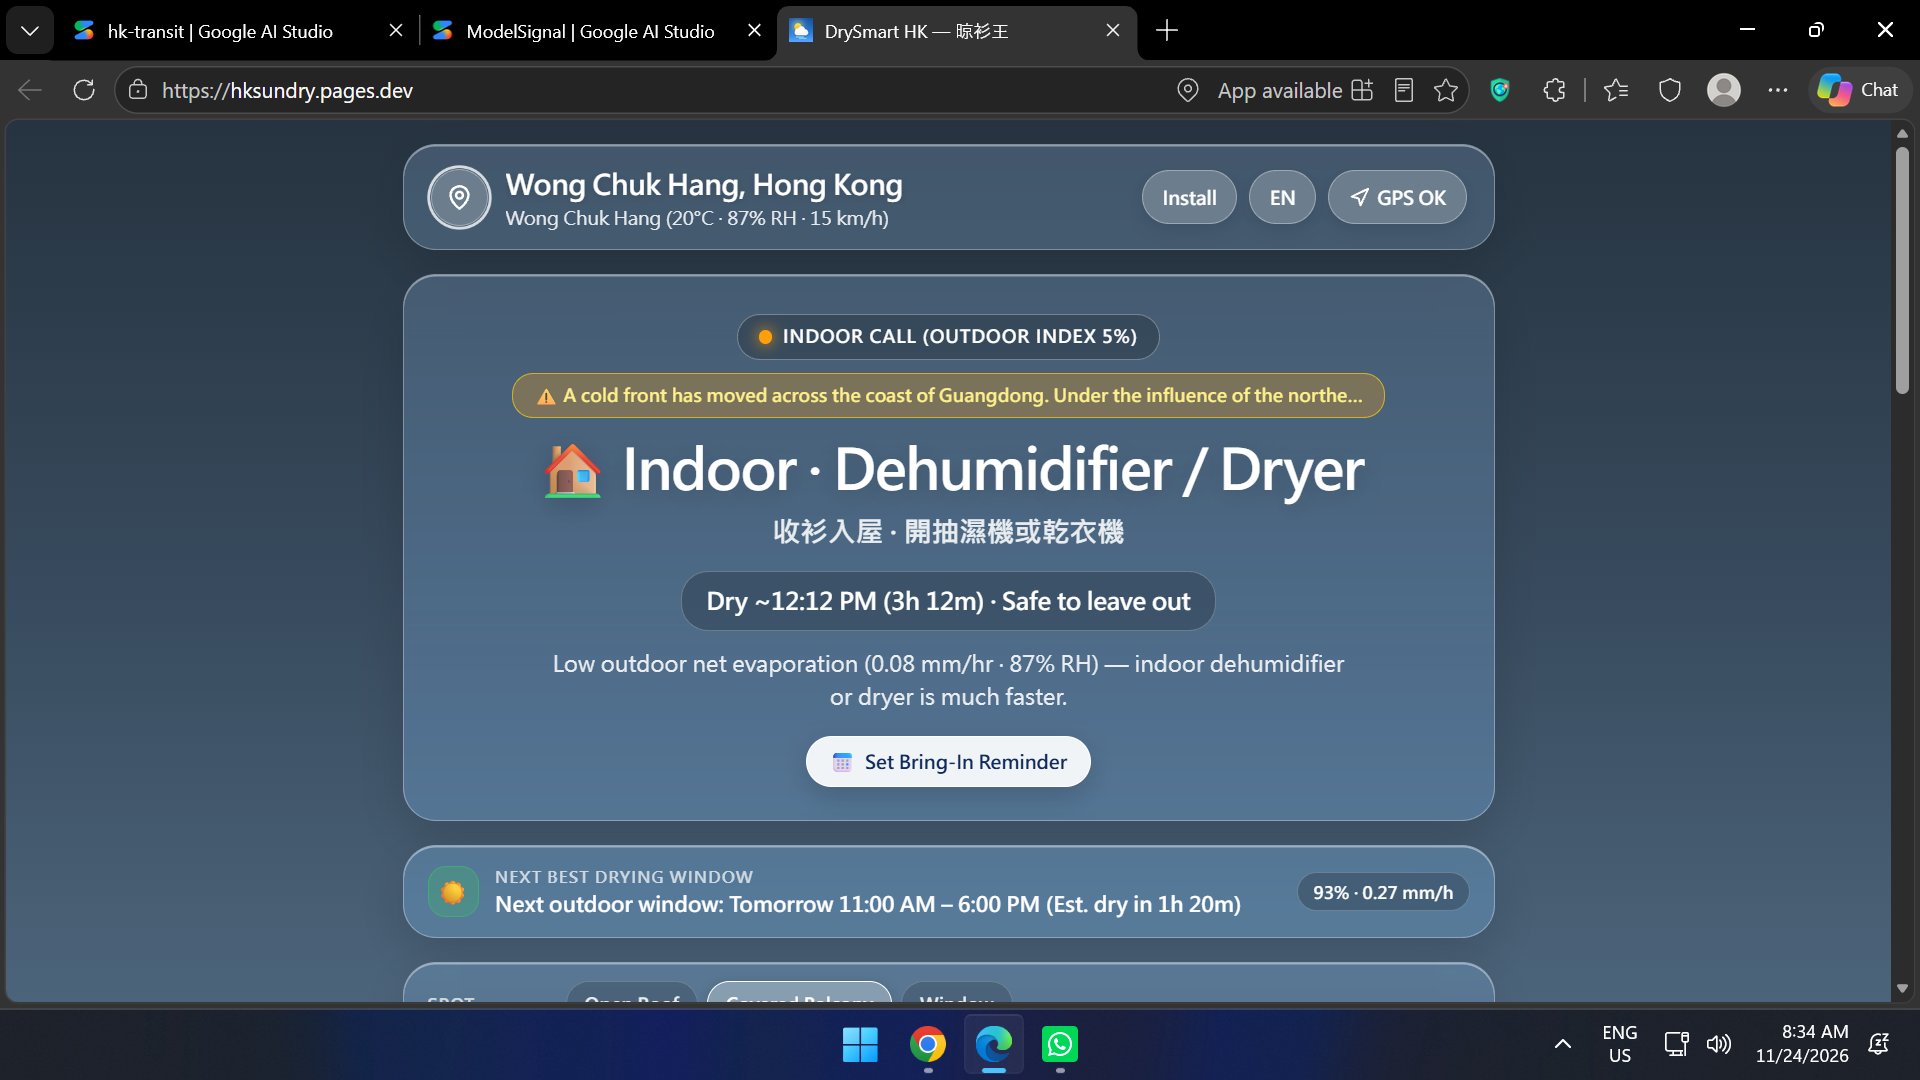 hk-transit | Google AI Studio
ModelSignal | Google AI Studio
DrySmart HK — 晾衫王
https://hksundry.pages.dev
App available
Chat
Wong Chuk Hang, Hong Kong
Wong Chuk Hang (20°C · 87% RH · 15 km/h)
Install
EN
GPS OK
INDOOR CALL (OUTDOOR INDEX 5%)
A cold front has moved across the coast of Guangdong. Under the influence of the northe...
Indoor · Dehumidifier / Dryer
收衫入屋 · 開抽濕機或乾衣機
Dry ~12:12 PM (3h 12m) · Safe to leave out
Low outdoor net evaporation (0.08 mm/hr · 87% RH) — indoor dehumidifier
or dryer is much faster.
Set Bring-In Reminder
NEXT BEST DRYING WINDOW
Next outdoor window: Tomorrow 11:00 AM – 6:00 PM (Est. dry in 1h 20m)
93% · 0.27 mm/h
SPOT
Open Roof
Covered Balcony
Window
ENG
US
8:34 AM
11/24/2026